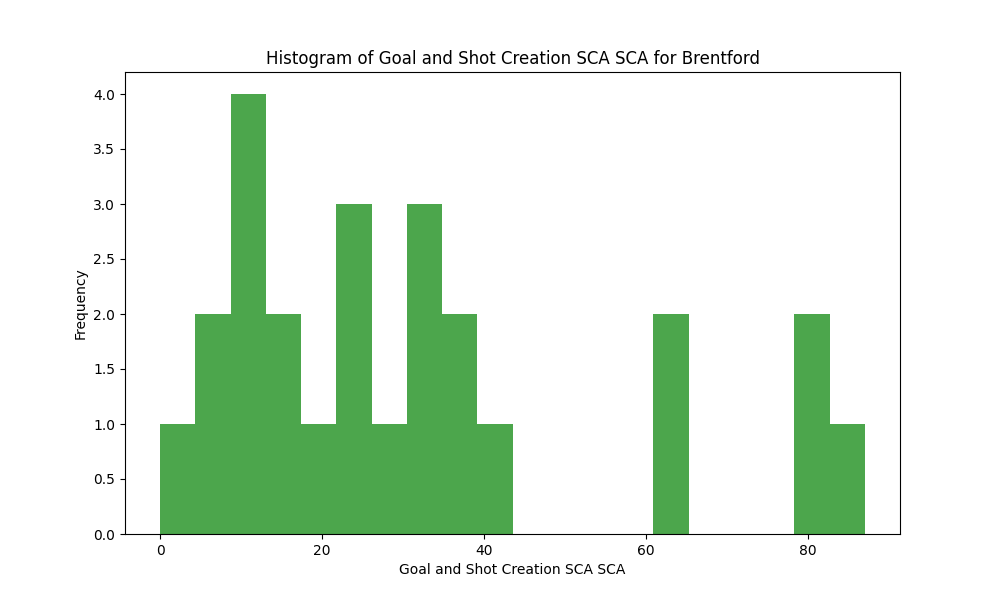 Histogram of Goal and Shot Creation SCA SCA for Brentford
4.0
3.5
3.0
2.5
2.0
1.5
1.0
0.5
0.0
Frequency
0 20 40 60 80
Goal and Shot Creation SCA SCA